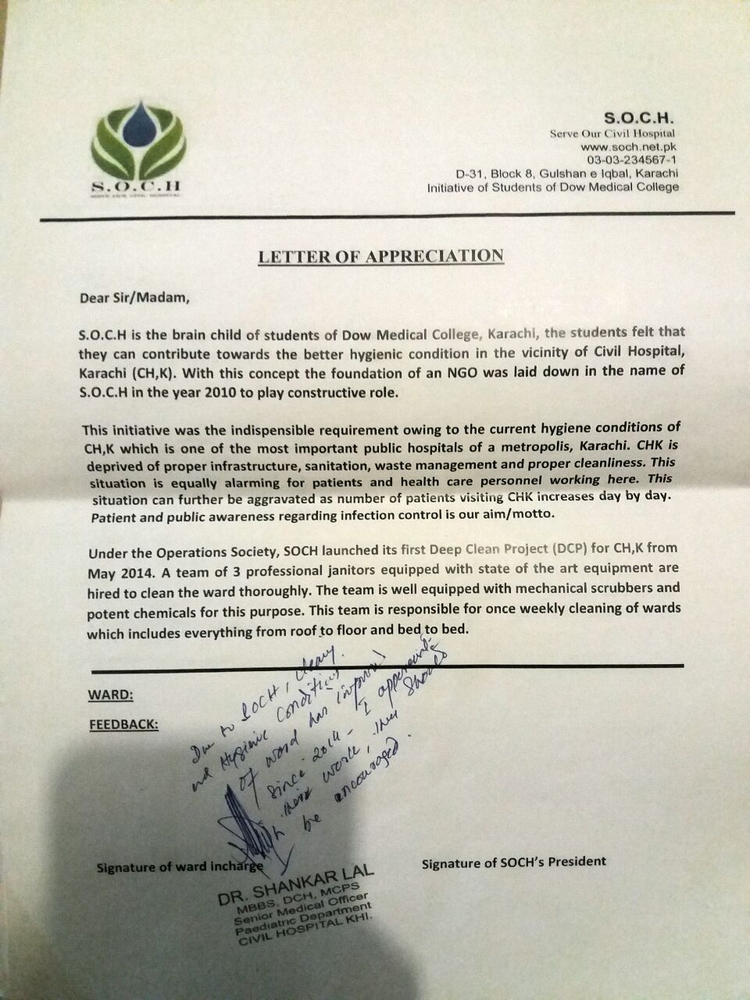 S.O.C.H
SERVE OUR CIVIL HOSPITAL
S.O.C.H.
Serve Our Civil Hospital
www.soch.net.pk
03-03-234567-1
D-31, Block 8, Gulshan e Iqbal, Karachi
Initiative of Students of Dow Medical College
LETTER OF APPRECIATION
Dear Sir/Madam,
S.O.C.H is the brain child of students of Dow Medical College, Karachi, the students felt that
they can contribute towards the better hygienic condition in the vicinity of Civil Hospital,
Karachi (CH,K). With this concept the foundation of an NGO was laid down in the name of
S.O.C.H in the year 2010 to play constructive role.
This initiative was the indispensible requirement owing to the current hygiene conditions of
CH,K which is one of the most important public hospitals of a metropolis, Karachi. CHK is
deprived of proper infrastructure, sanitation, waste management and proper cleanliness. This
situation is equally alarming for patients and health care personnel working here. This
situation can further be aggravated as number of patients visiting CHK increases day by day.
Patient and public awareness regarding infection control is our aim/motto.
Under the Operations Society, SOCH launched its first Deep Clean Project (DCP) for CH,K from
May 2014. A team of 3 professional janitors equipped with state of the art equipment are
hired to clean the ward thoroughly. The team is well equipped with mechanical scrubbers and
potent chemicals for this purpose. This team is responsible for once weekly cleaning of wards
which includes everything from roof to floor and bed to bed.
WARD:
FEEDBACK:
Due to SOCH,
and Hygienic Conditions
of ward has improved
since 2014 - I appreciate
their work, they should
be encouraged.
Signature of ward incharge
Signature of SOCH's President
DR. SHANKAR LAL
MBBS, DCH, MCPS
Senior Medical Officer
Paediatric Department
CIVIL HOSPITAL KHI.